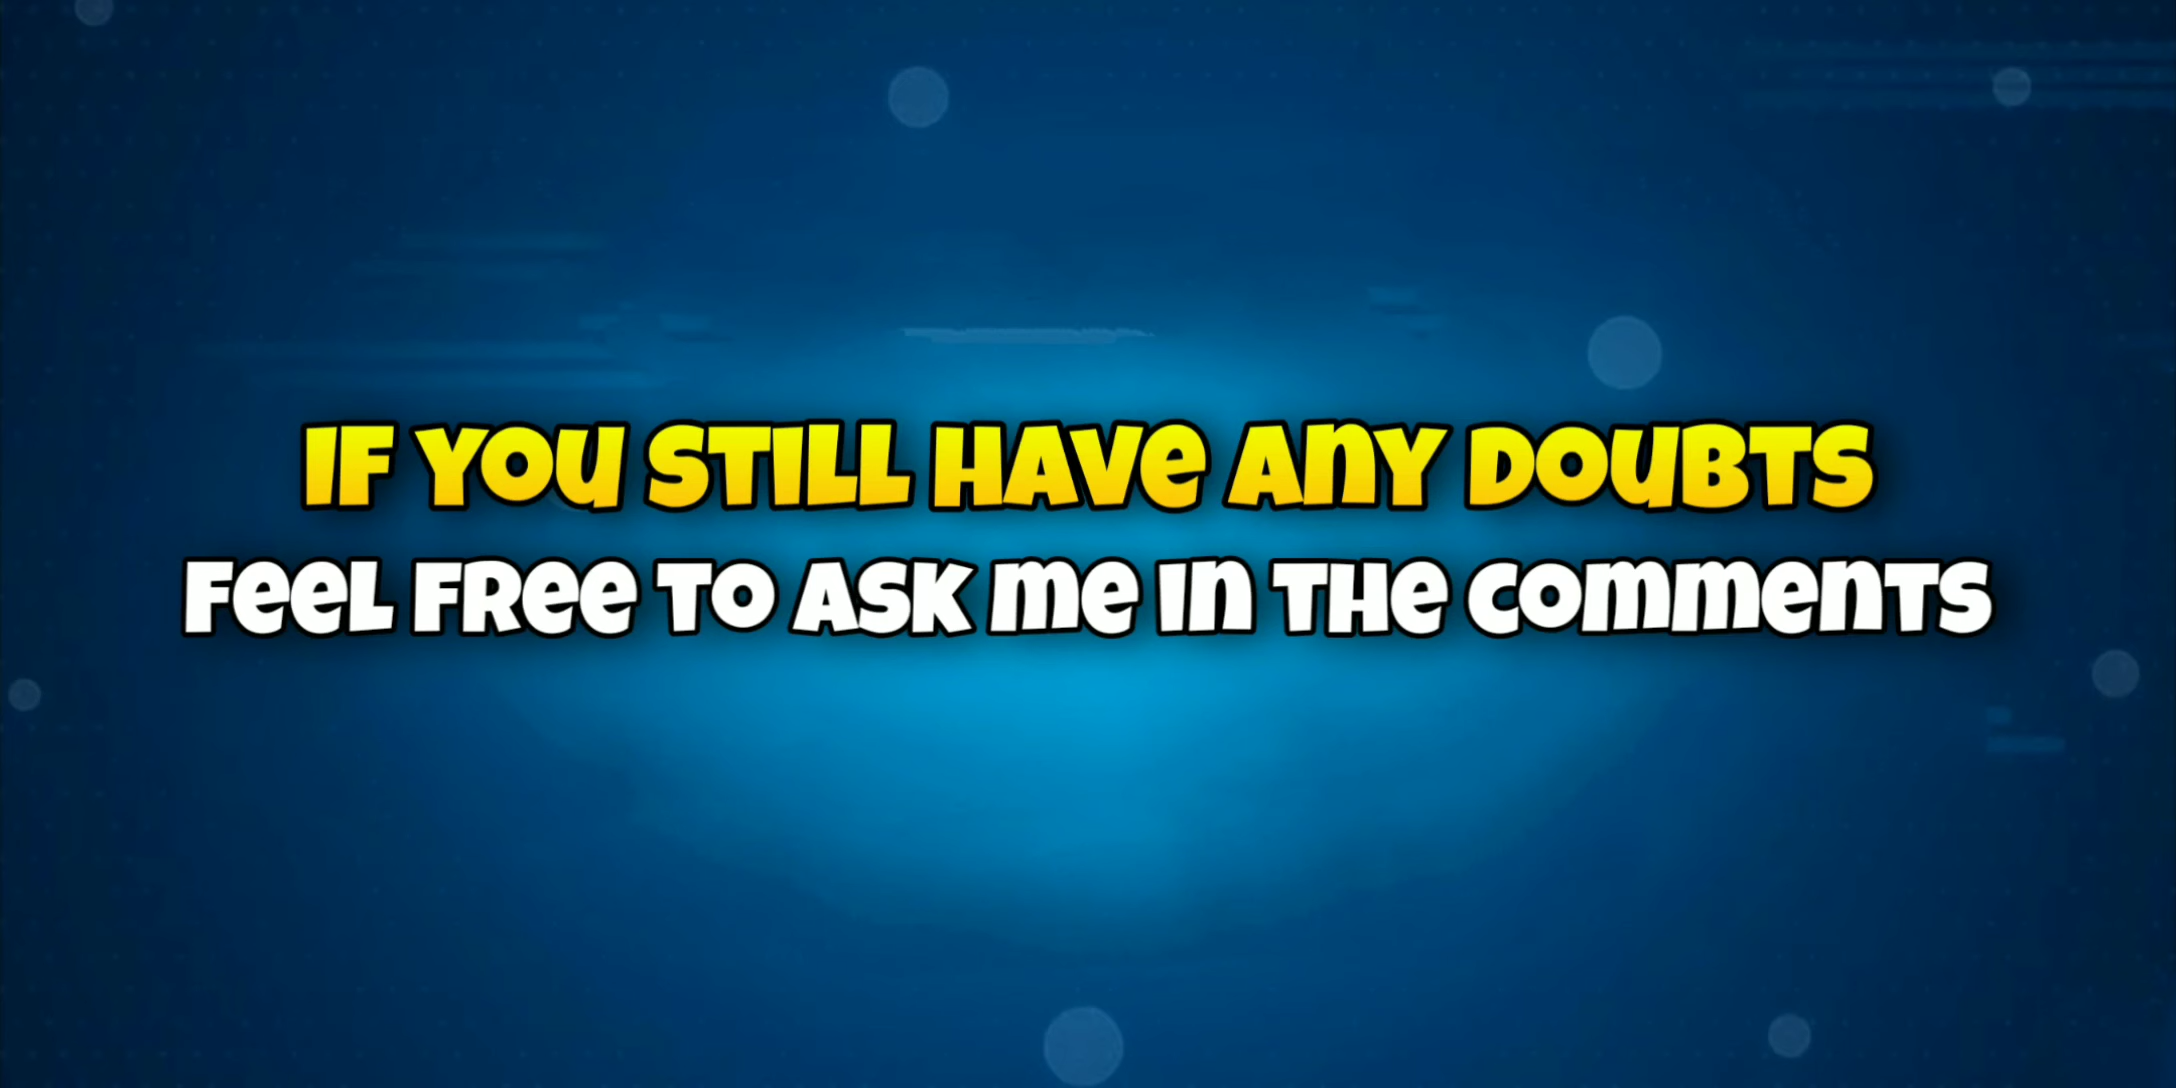 IF YOU STILL HAVE ANY DOUBTS
FEEL FREE TO ASK ME IN THE COMMENTS